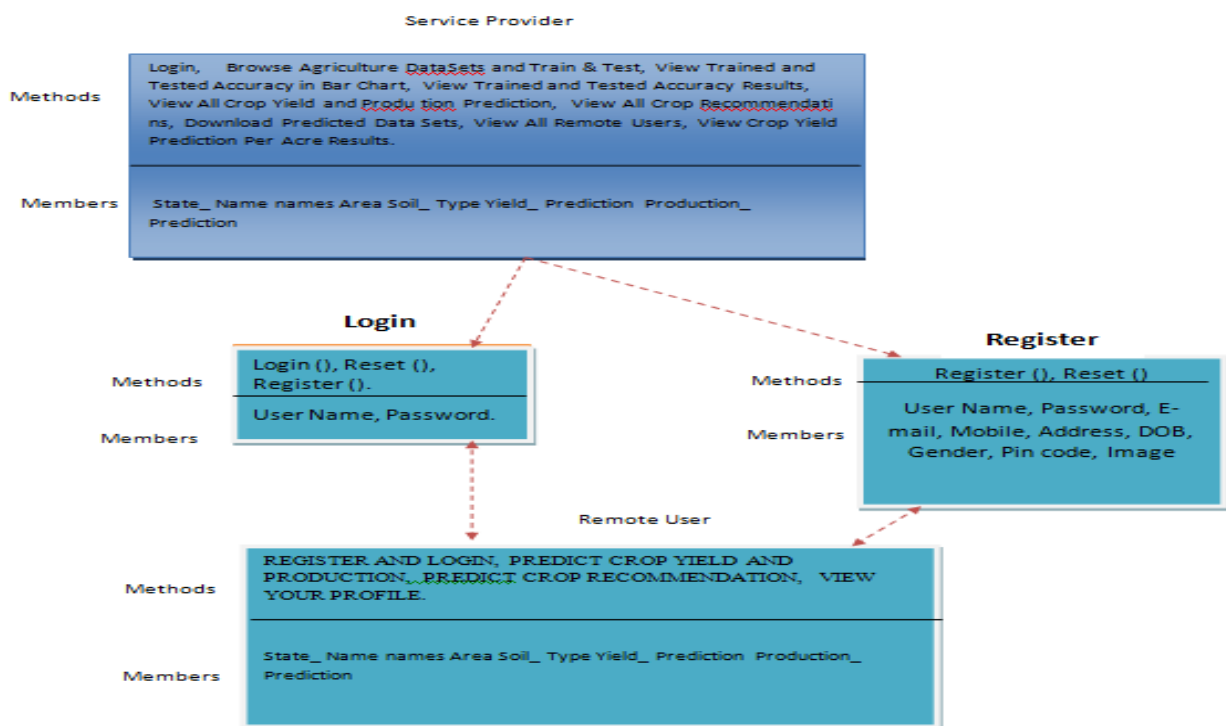 Service Provider
Methods
Login, Browse Agriculture DataSets and Train & Test, View Trained and
Tested Accuracy in Bar Chart, View Trained and Tested Accuracy Results,
View All Crop Yield and Produ tion Prediction, View All Crop Recommendati
ns, Download Predicted Data Sets, View All Remote Users, View Crop Yield
Prediction Per Acre Results.
Members
State_ Name names Area Soil_ Type Yield_ Prediction Production_
Prediction
Login
Methods
Login (), Reset (),
Register ().
Members
User Name, Password.
Register
Methods
Register (), Reset ()
Members
User Name, Password, E-
mail, Mobile, Address, DOB,
Gender, Pin code, Image
Remote User
Methods
REGISTER AND LOGIN, PREDICT CROP YIELD AND
PRODUCTION, PREDICT CROP RECOMMENDATION, VIEW
YOUR PROFILE.
Members
State_ Name names Area Soil_ Type Yield_ Prediction Production_
Prediction